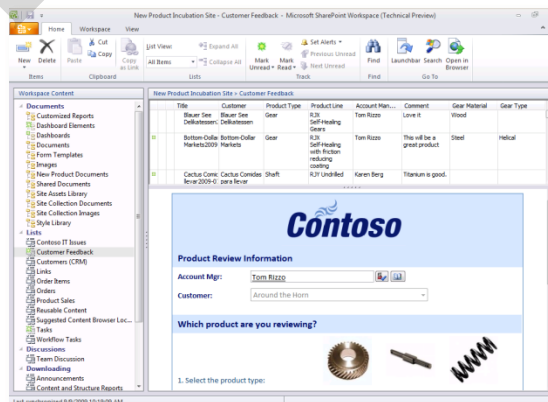 New Product Incubation Site - Customer Feedback - Microsoft SharePoint Workspace (Technical Preview)
Home Workspace View
New Delete Paste Cut Copy Copy as Link
List View: All Items Expand All Collapse All
Mark Unread Mark Read Set Alerts Previous Unread Next Unread
Find Launchbar Search Open in Browser
Items Clipboard Lists Track Find Go To
Workspace Content
Documents
Customized Reports
Dashboard Elements
Dashboards
Documents
Form Templates
Images
New Product Documents
Shared Documents
Site Assets Library
Site Collection Documents
Site Collection Images
Style Library
Lists
Contoso IT Issues
Customer Feedback
Customers (CRM)
Links
Order Items
Orders
Product Sales
Reusable Content
Suggested Content Browser Loc...
Tasks
Workflow Tasks
Discussions
Team Discussion
Downloading
Announcements
Content and Structure Reports
New Product Incubation Site > Customer Feedback
Title Customer Product Type Product Line Account Man... Comment Gear Material Gear Type
Blauer See Delikatessen Blauer See Delikatessen Gear RJX Self-Healing Gears Tom Rizzo Love it Wood
Bottom-Dollar Markets2009 Bottom-Dollar Markets Gear RJX Self-Healing with friction reducing coating Tom Rizzo This will be a great product Steel Helical
Cactus Comidas para llevar Shaft RJY Undrilled Karen Berg Titanium is good.
Contoso
Product Review Information
Account Mgr: Tom Rizzo
Customer: Around the Horn
Which product are you reviewing?
1. Select the product type:
Last synchronized 8/9/2009 10:19:09 AM